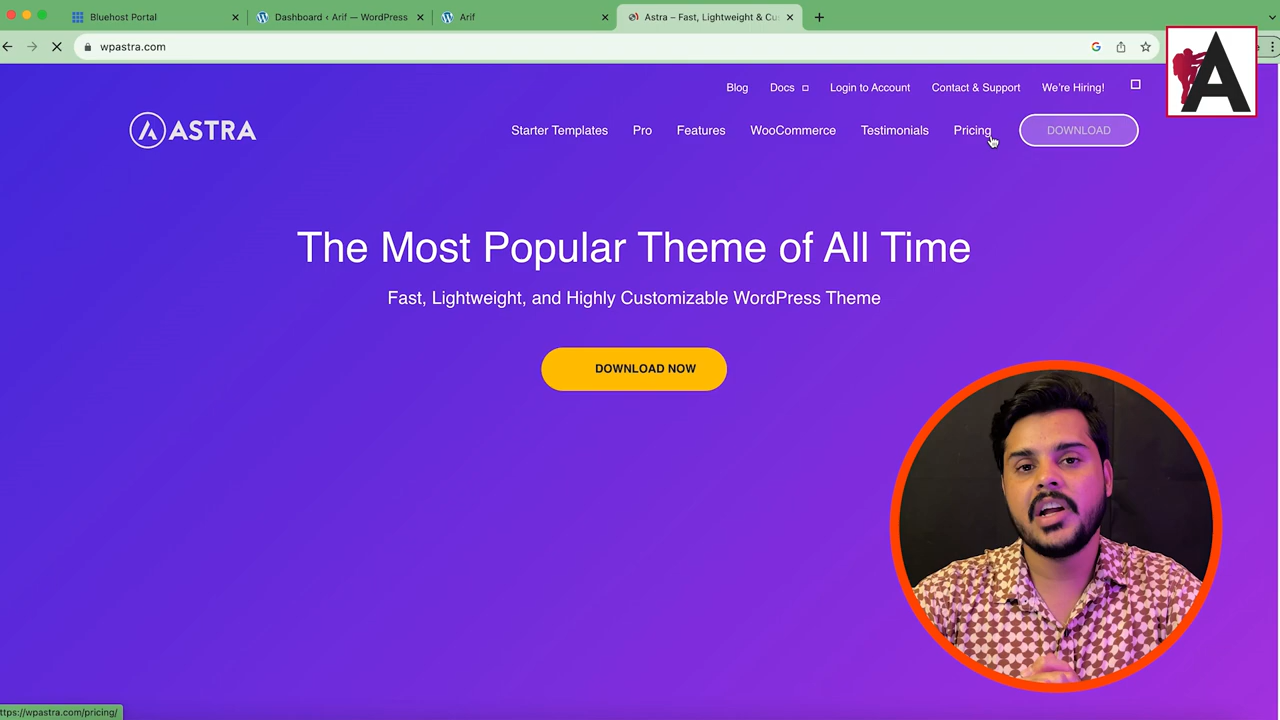 Bluehost Portal
Dashboard ‹ Arif — WordPress
Arif
Astra – Fast, Lightweight & Cu
wpastra.com
Blog
Docs
Login to Account
Contact & Support
We're Hiring!
A
ASTRA
Starter Templates
Pro
Features
WooCommerce
Testimonials
Pricing
DOWNLOAD
The Most Popular Theme of All Time
Fast, Lightweight, and Highly Customizable WordPress Theme
DOWNLOAD NOW
ttps://wpastra.com/pricing/